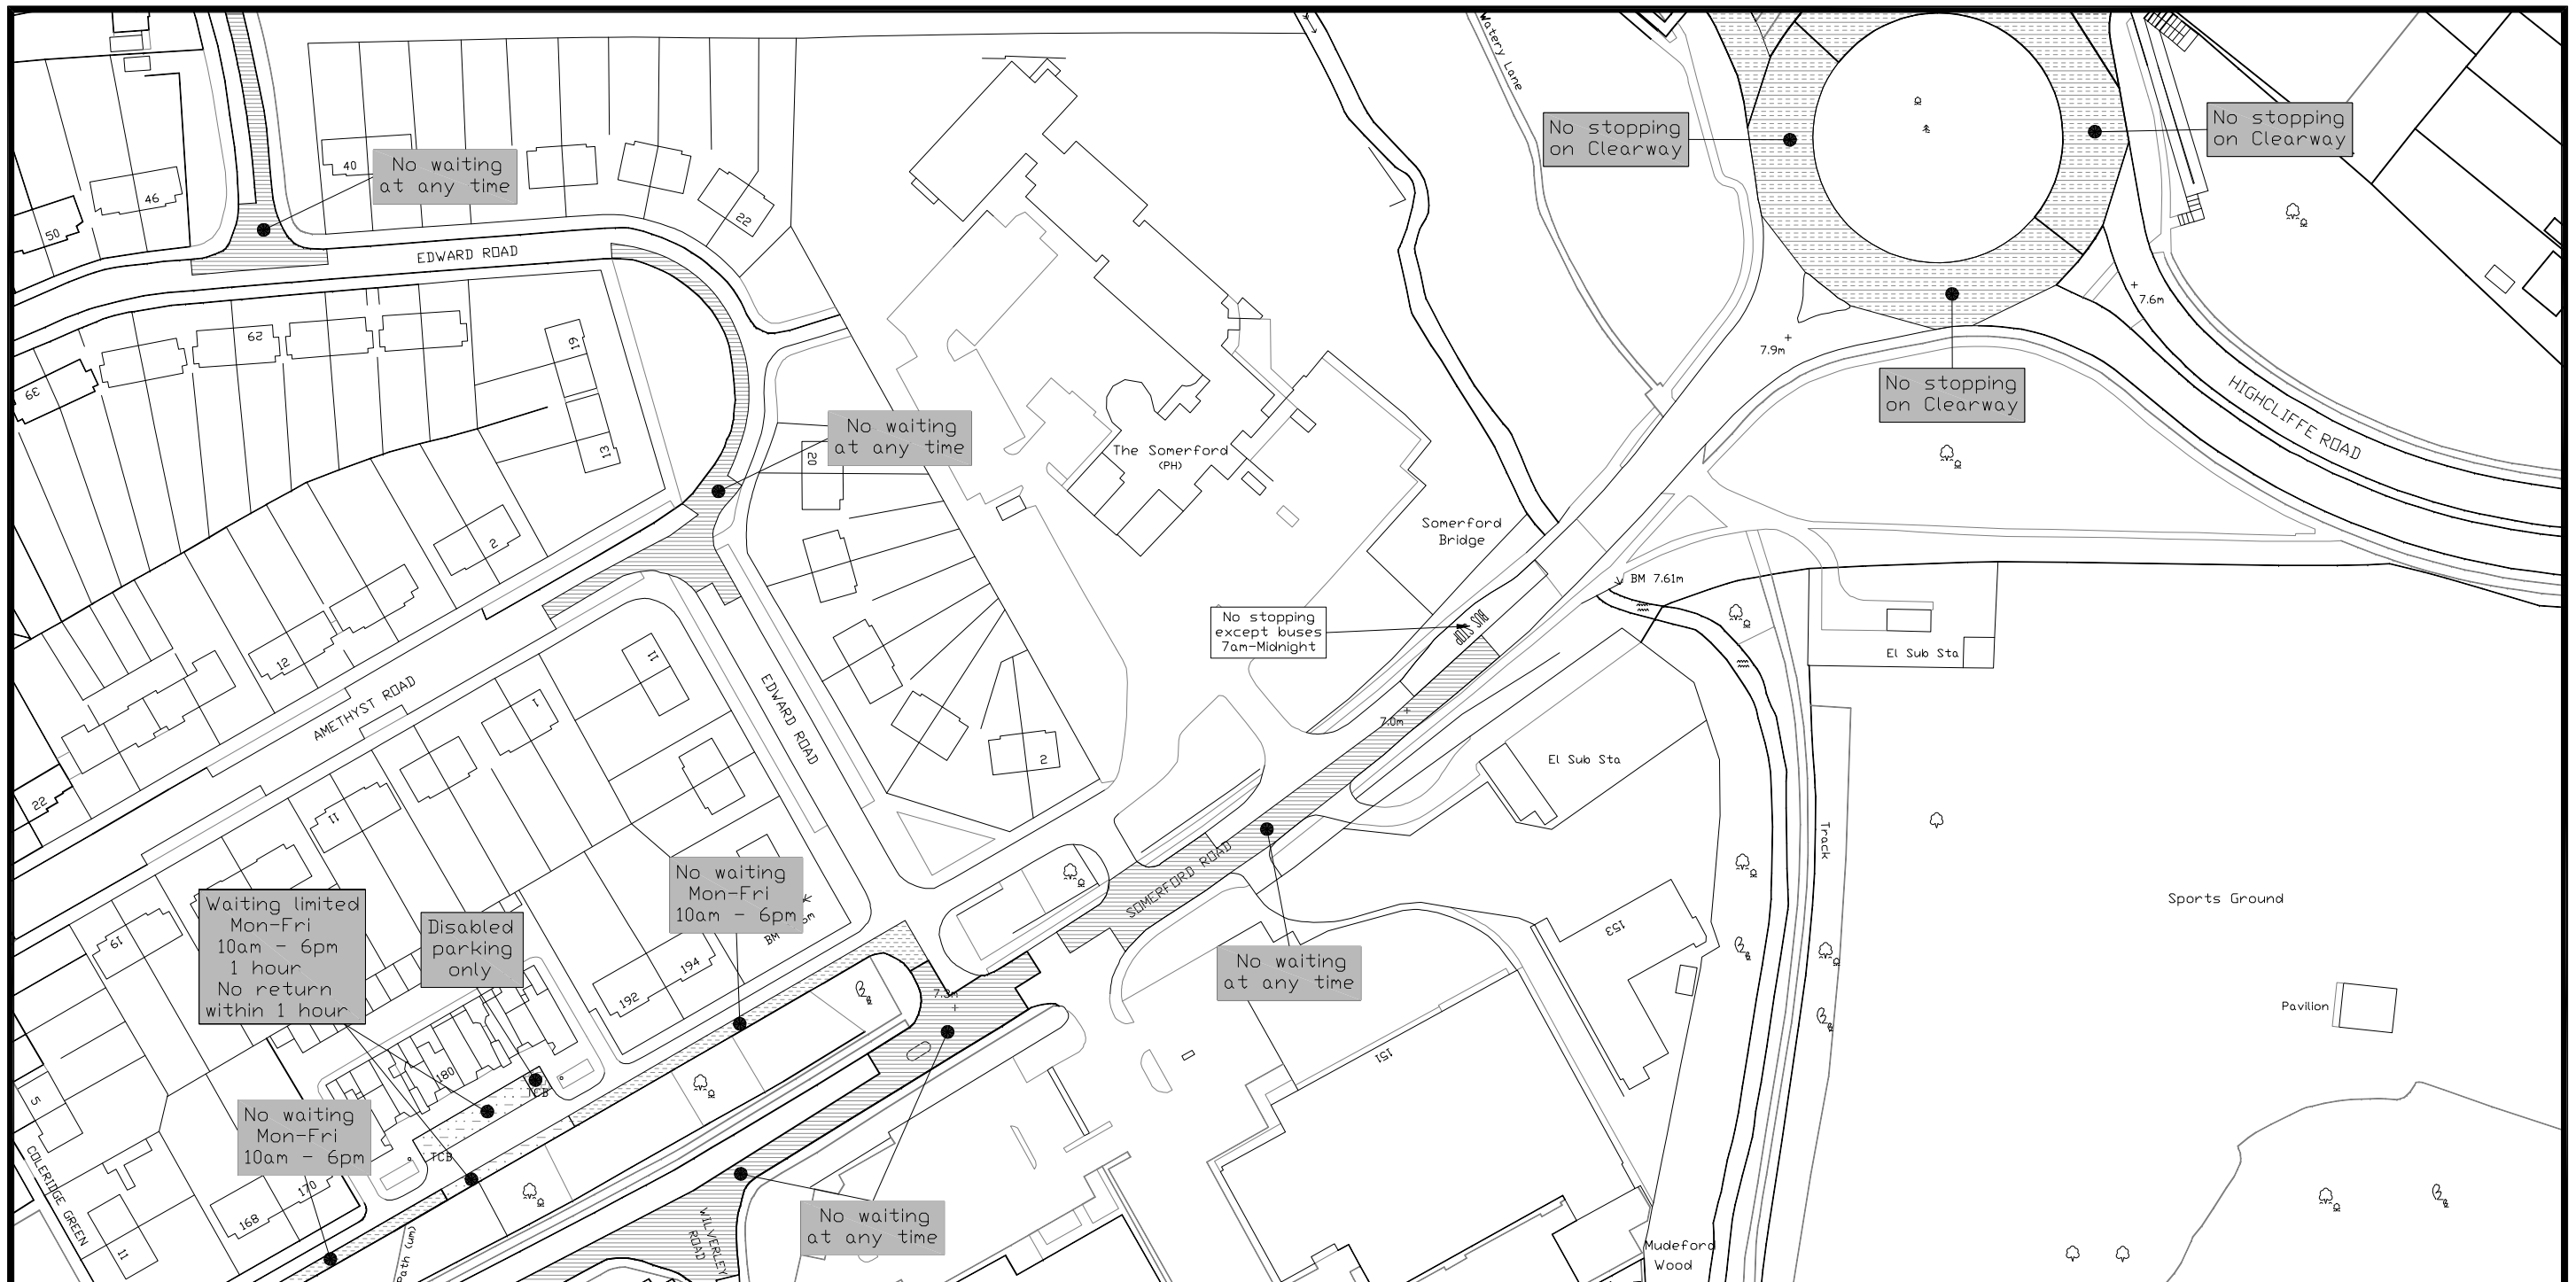 Watery Lane
No stopping
on Clearway
No stopping
on Clearway
No waiting
at any time
40
46
50
22
EDWARD ROAD
7.6m
7.9m
62
19
39
No stopping
on Clearway
HIGHCLIFFE ROAD
No waiting
at any time
20
13
The Somerford
(PH)
Somerford
Bridge
2
BM 7.61m
No stopping
except buses
7am-Midnight
BUS STOP
El Sub Sta
12
11
EDWARD ROAD
AMETHYST ROAD
1
7.0m
2
El Sub Sta
22
11
Track
SOMERFORD ROAD
No waiting
Mon-Fri
10am - 6pm
BM
Waiting limited
Mon-Fri
10am - 6pm
1 hour
No return
within 1 hour
Disabled
parking
only
Sports Ground
153
19
194
192
No waiting
at any time
Pavilion
151
180
TCB
5
No waiting
Mon-Fri
10am - 6pm
TCB
COLERIDGE GREEN
170
168
11
Path (um)
WILVERLEY
ROAD
No waiting
at any time
Mudeford
Wood